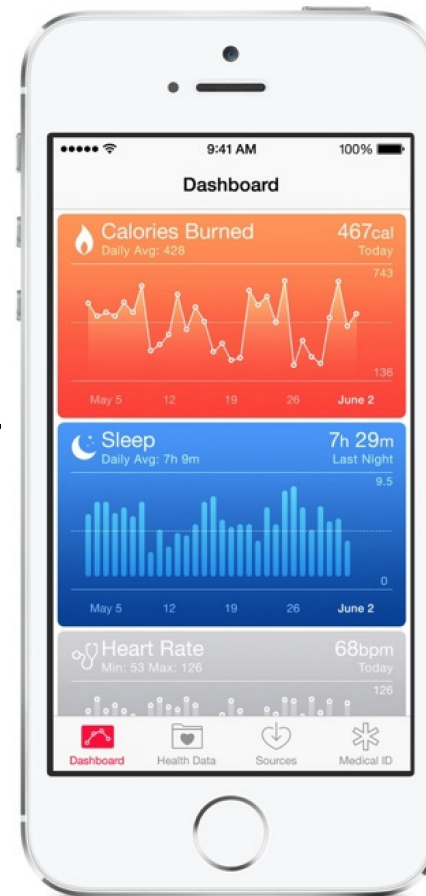 9:41 AM 100%
Dashboard
Calories Burned 467cal
Daily Avg: 428 Today
743
136
May 5 12 19 26 June 2
Sleep 7h 29m
Daily Avg: 7h 9m Last Night
9.5
0
May 5 12 19 26 June 2
Heart Rate 68bpm
Min: 53 Max: 126 Today
126
Dashboard Health Data Sources Medical ID